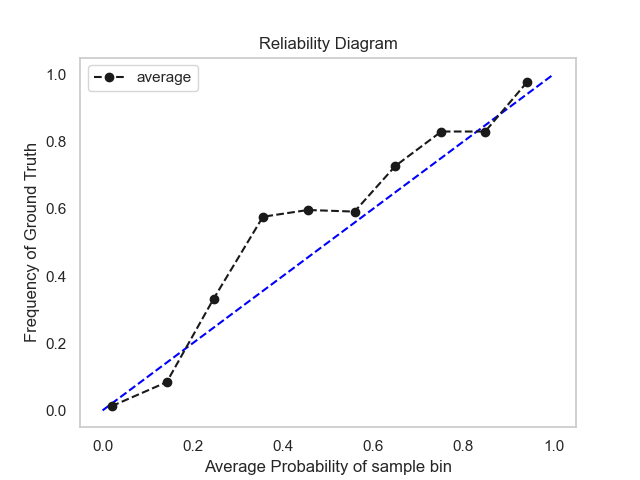 Reliability Diagram
average
Frequency of Ground Truth
1.0
0.8
0.6
0.4
0.2
0.0
0.0 0.2 0.4 0.6 0.8 1.0
Average Probability of sample bin